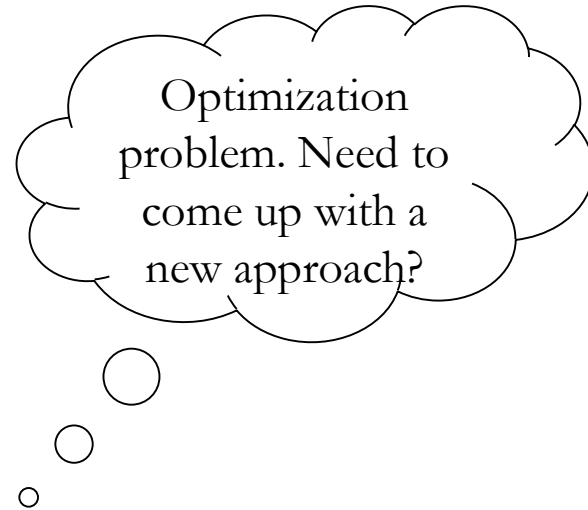 Optimization
problem. Need to
come up with a
new approach?